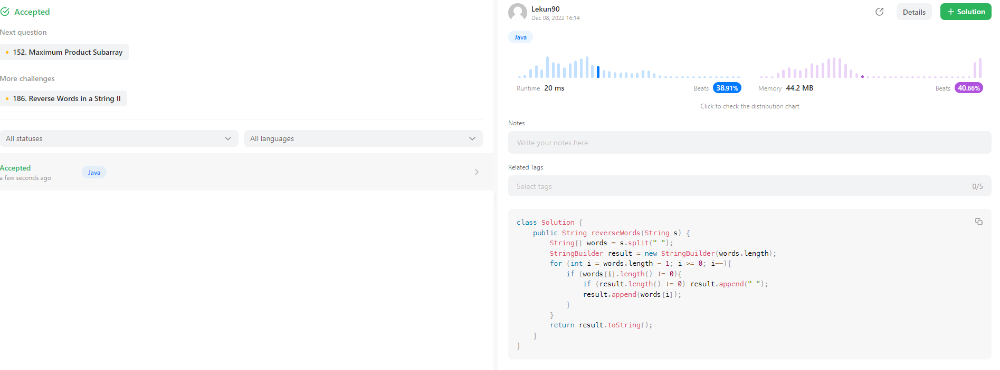 Accepted
Next question
152. Maximum Product Subarray
More challenges
186. Reverse Words in a String II
All statuses
All languages
Accepted
a few seconds ago
Java
Lekun90
Dec 08, 2022 16:14
Details
+ Solution
Java
Runtime 20 ms
Beats 38.91%
Memory 44.2 MB
Beats 40.66%
Click to check the distribution chart
Notes
Write your notes here
Related Tags
Select tags
0/5
class Solution {
    public String reverseWords(String s) {
        String[] words = s.split(" ");
        StringBuilder result = new StringBuilder(words.length);
        for (int i = words.length - 1; i >= 0; i--){
            if (words[i].length() != 0){
                if (result.length() != 0) result.append(" ");
                result.append(words[i]);
            }
        }
        return result.toString();
    }
}